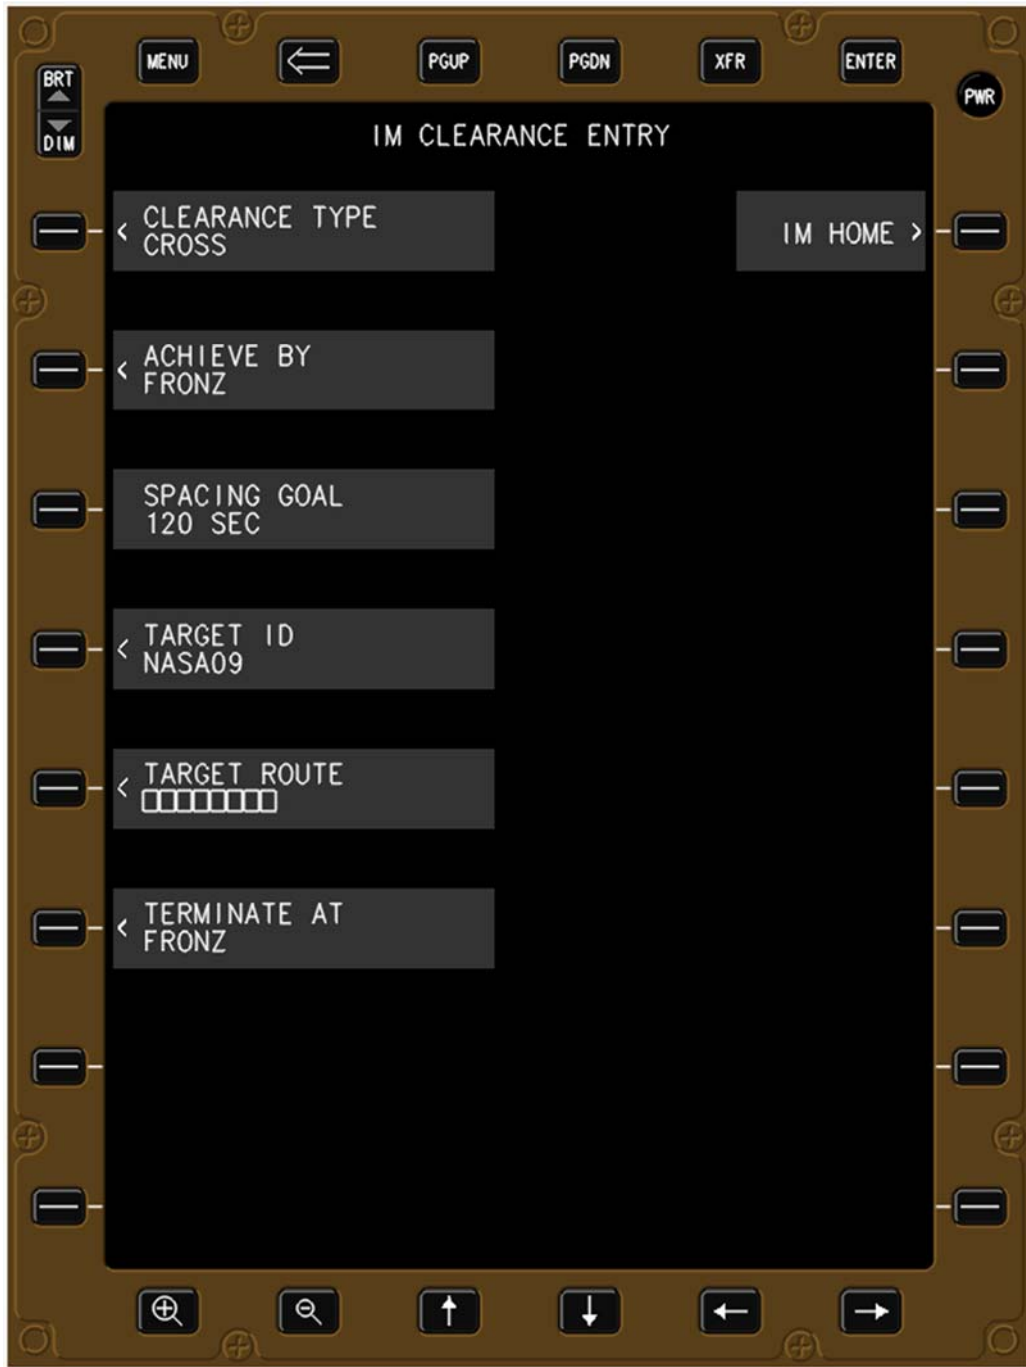 MENU
PGUP
PGDN
XFR
ENTER
BRT
DIM
PWR
IM CLEARANCE ENTRY
< CLEARANCE TYPE
CROSS
IM HOME >
< ACHIEVE BY
FRONZ
SPACING GOAL
120 SEC
< TARGET ID
NASA09
< TARGET ROUTE
□□□□□□□□
< TERMINATE AT
FRONZ